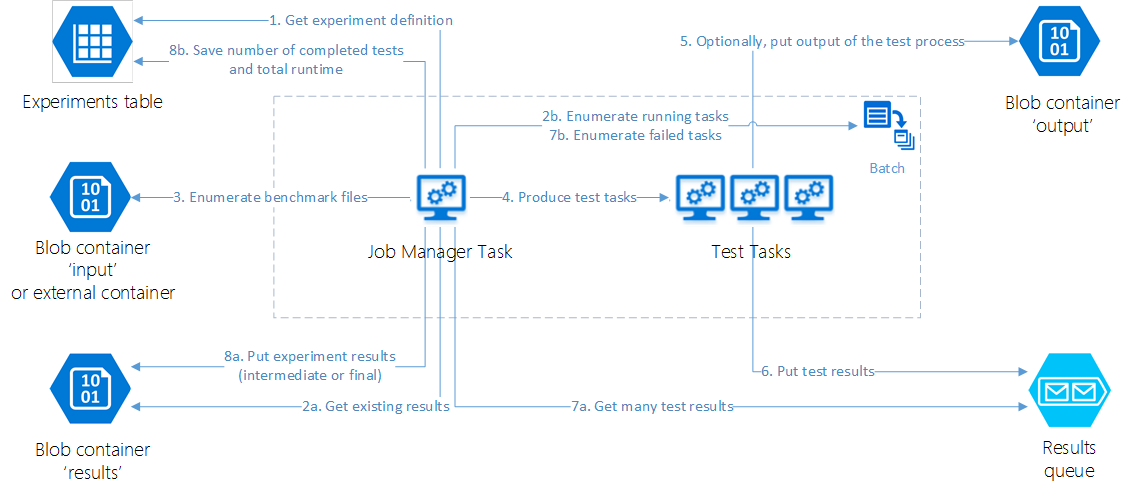 1. Get experiment definition
8b. Save number of completed tests
and total runtime
Experiments table
5. Optionally, put output of the test process
10
01
Blob container
‘output’
2b. Enumerate running tasks
7b. Enumerate failed tasks
Batch
10
01
3. Enumerate benchmark files
4. Produce test tasks
Blob container
‘input’
or external container
Job Manager Task
Test Tasks
8a. Put experiment results
(intermediate or final)
10
01
2a. Get existing results
6. Put test results
7a. Get many test results
Blob container
‘results’
Results
queue